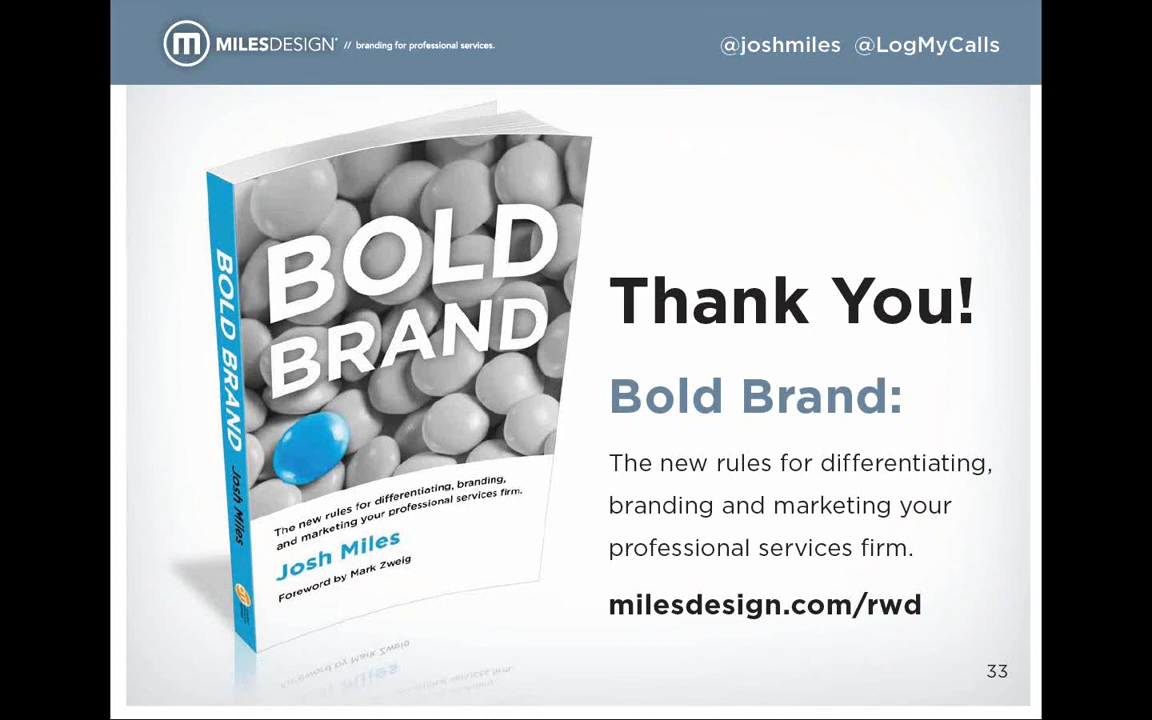 MILESDESIGN® // branding for professional services.
@joshmiles @LogMyCalls
BOLD
BRAND
The new rules for differentiating, branding,
and marketing your professional services firm.
Josh Miles
Foreword by Mark Zweig
BOLD BRAND Josh Miles
Thank You!
Bold Brand:
The new rules for differentiating,
branding and marketing your
professional services firm.
milesdesign.com/rwd
33